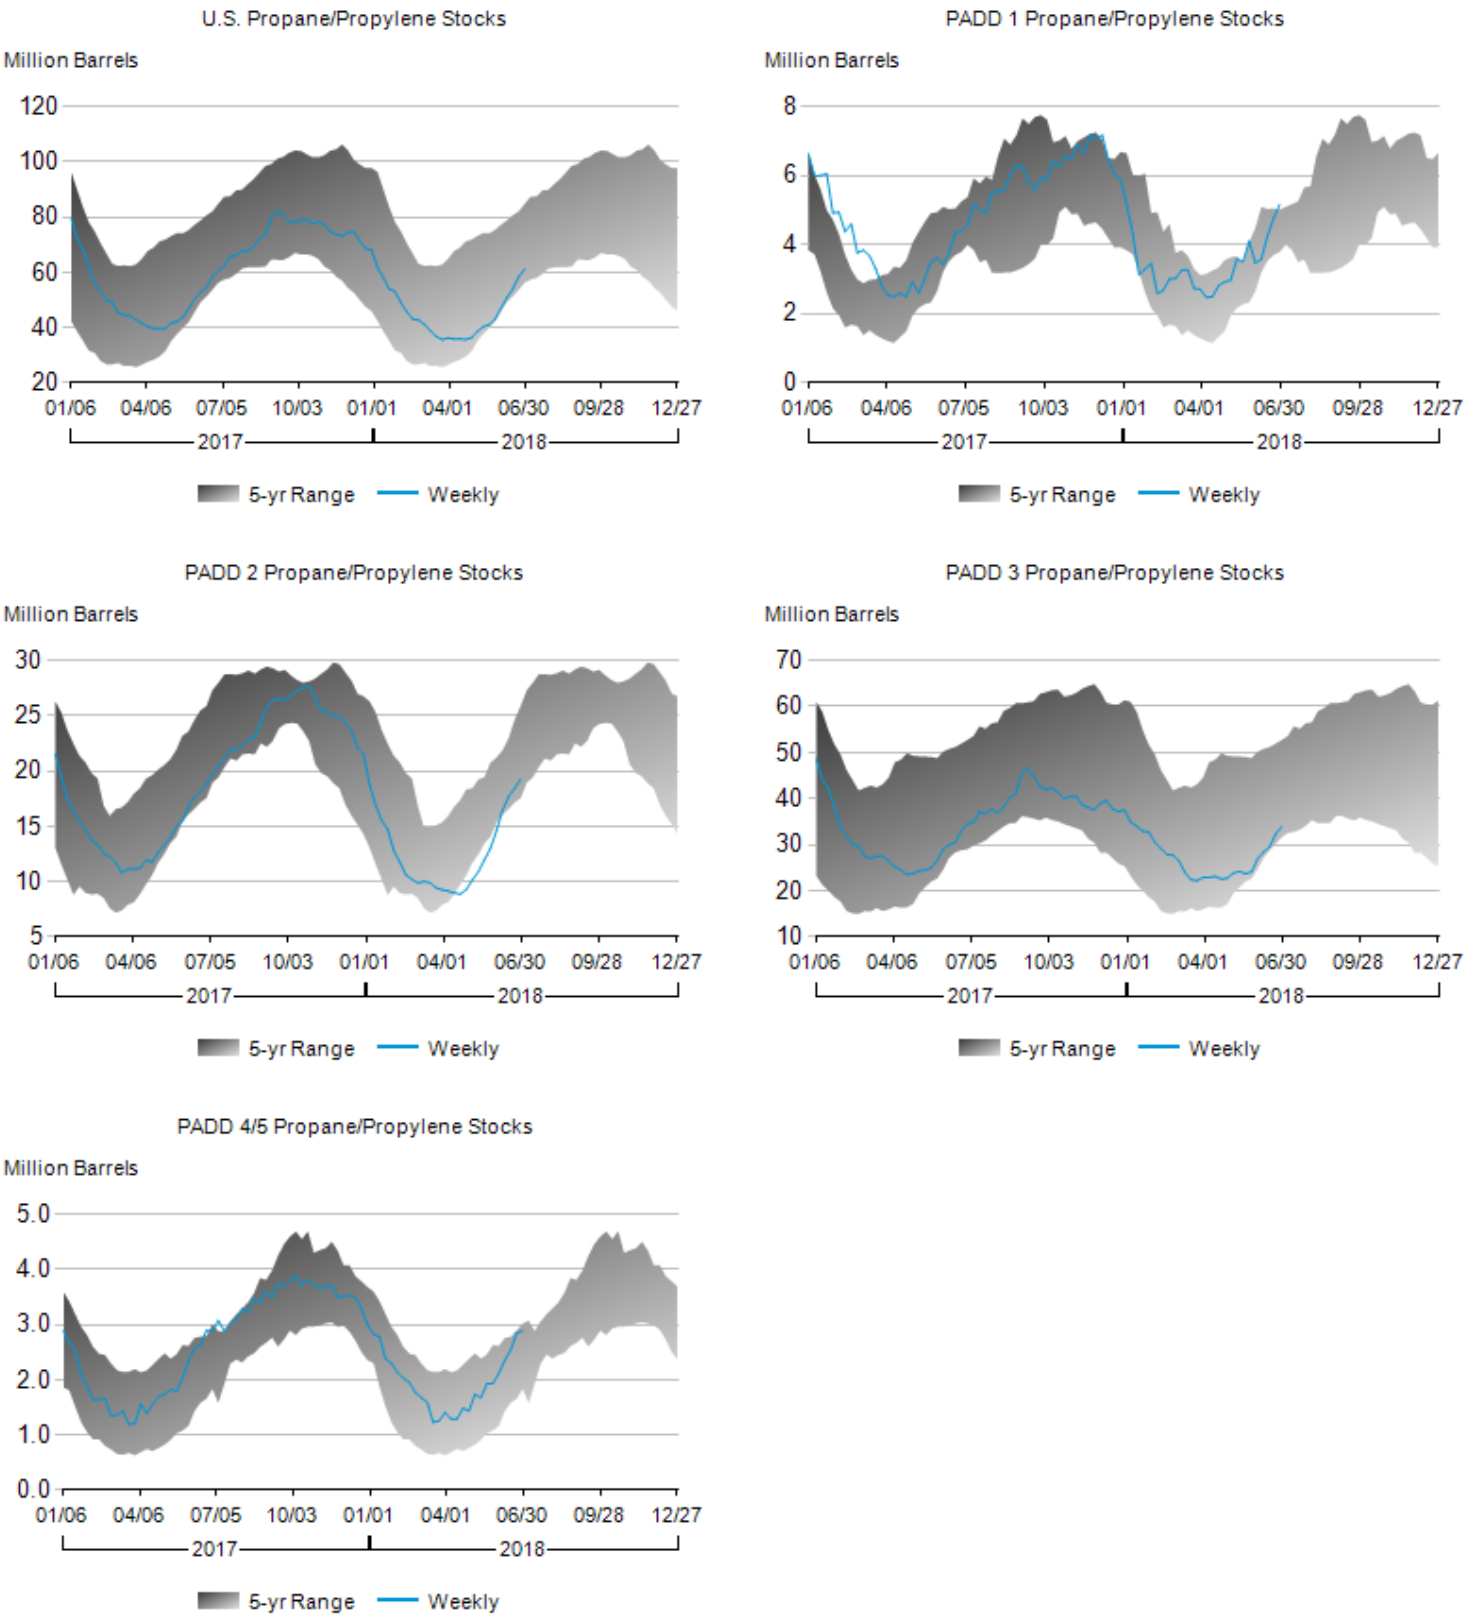 U.S. Propane/Propylene Stocks
Million Barrels
120
100
80
60
40
20
01/06 04/06 07/05 10/03 01/01 04/01 06/30 09/28 12/27
2017 2018
5-yr Range Weekly
PADD 1 Propane/Propylene Stocks
Million Barrels
8
6
4
2
0
01/06 04/06 07/05 10/03 01/01 04/01 06/30 09/28 12/27
2017 2018
5-yr Range Weekly
PADD 2 Propane/Propylene Stocks
Million Barrels
30
25
20
15
10
5
01/06 04/06 07/05 10/03 01/01 04/01 06/30 09/28 12/27
2017 2018
5-yr Range Weekly
PADD 3 Propane/Propylene Stocks
Million Barrels
70
60
50
40
30
20
10
01/06 04/06 07/05 10/03 01/01 04/01 06/30 09/28 12/27
2017 2018
5-yr Range Weekly
PADD 4/5 Propane/Propylene Stocks
Million Barrels
5.0
4.0
3.0
2.0
1.0
0.0
01/06 04/06 07/05 10/03 01/01 04/01 06/30 09/28 12/27
2017 2018
5-yr Range Weekly